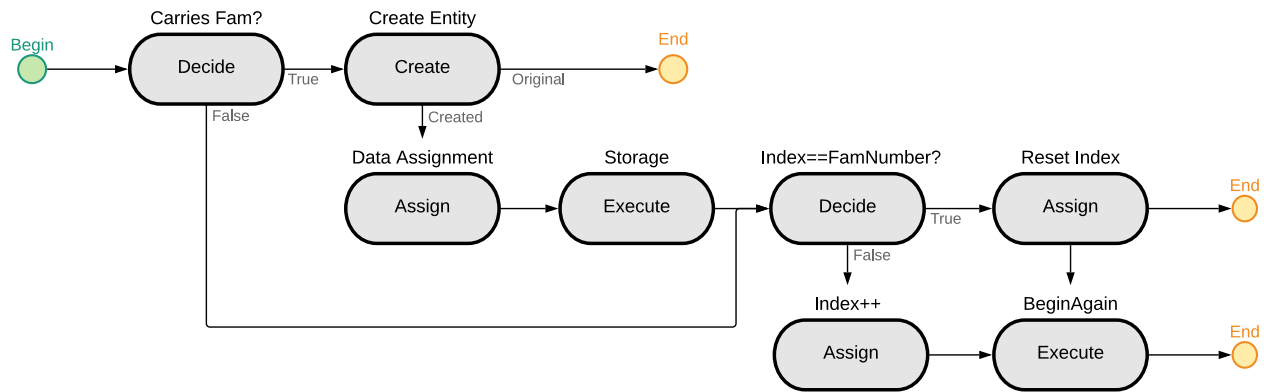 Carries Fam?
Create Entity
Begin
End
Decide
Create
True
Original
False
Created
Data Assignment
Storage
Index==FamNumber?
Reset Index
End
Assign
Execute
Decide
Assign
True
False
Index++
BeginAgain
End
Assign
Execute